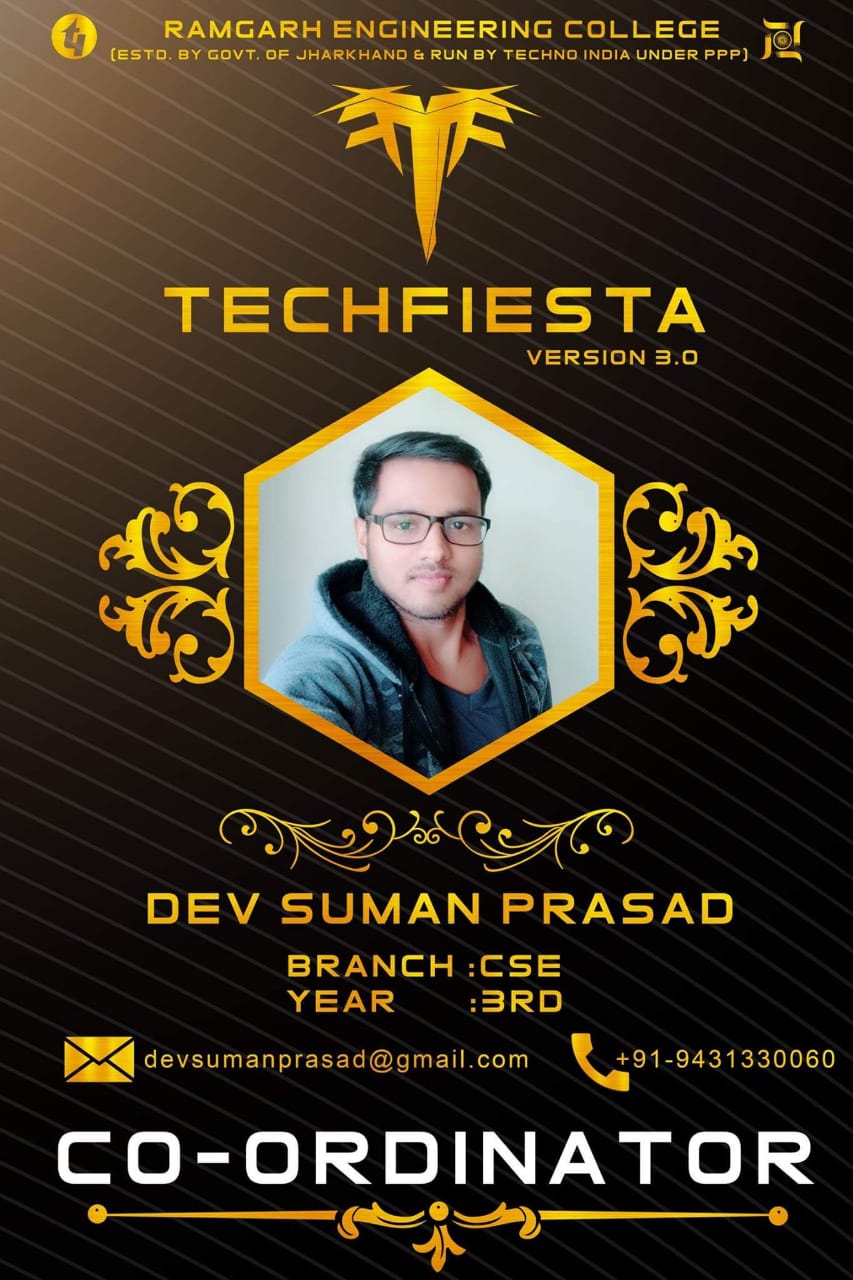 RAMGARH ENGINEERING COLLEGE
(ESTD. BY GOVT. OF JHARKHAND & RUN BY TECHNO INDIA UNDER PPP)
TECHFIESTA
VERSION 3.0
DEV SUMAN PRASAD
BRANCH :CSE
YEAR :3RD
devsumanprasad@gmail.com +91-9431330060
CO-ORDINATOR